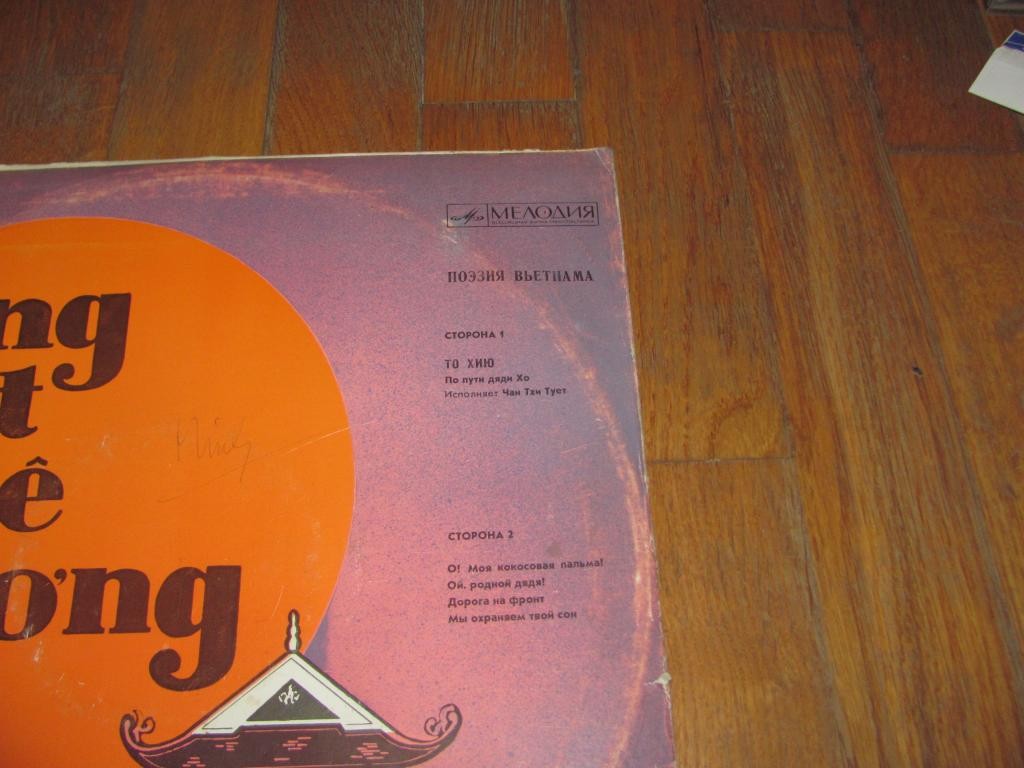 ng
t
ê
ơng
МЕЛОДИЯ
ПОЭЗИЯ ВЬЕТНАМА
СТОРОНА 1
ТО ХИЮ
По пути дяди Хо
Исполняет Чан Тхи Тует
СТОРОНА 2
О! Моя кокосовая пальма!
Ой, родной дядя!
Дорога на фронт
Мы охраняем твой сон